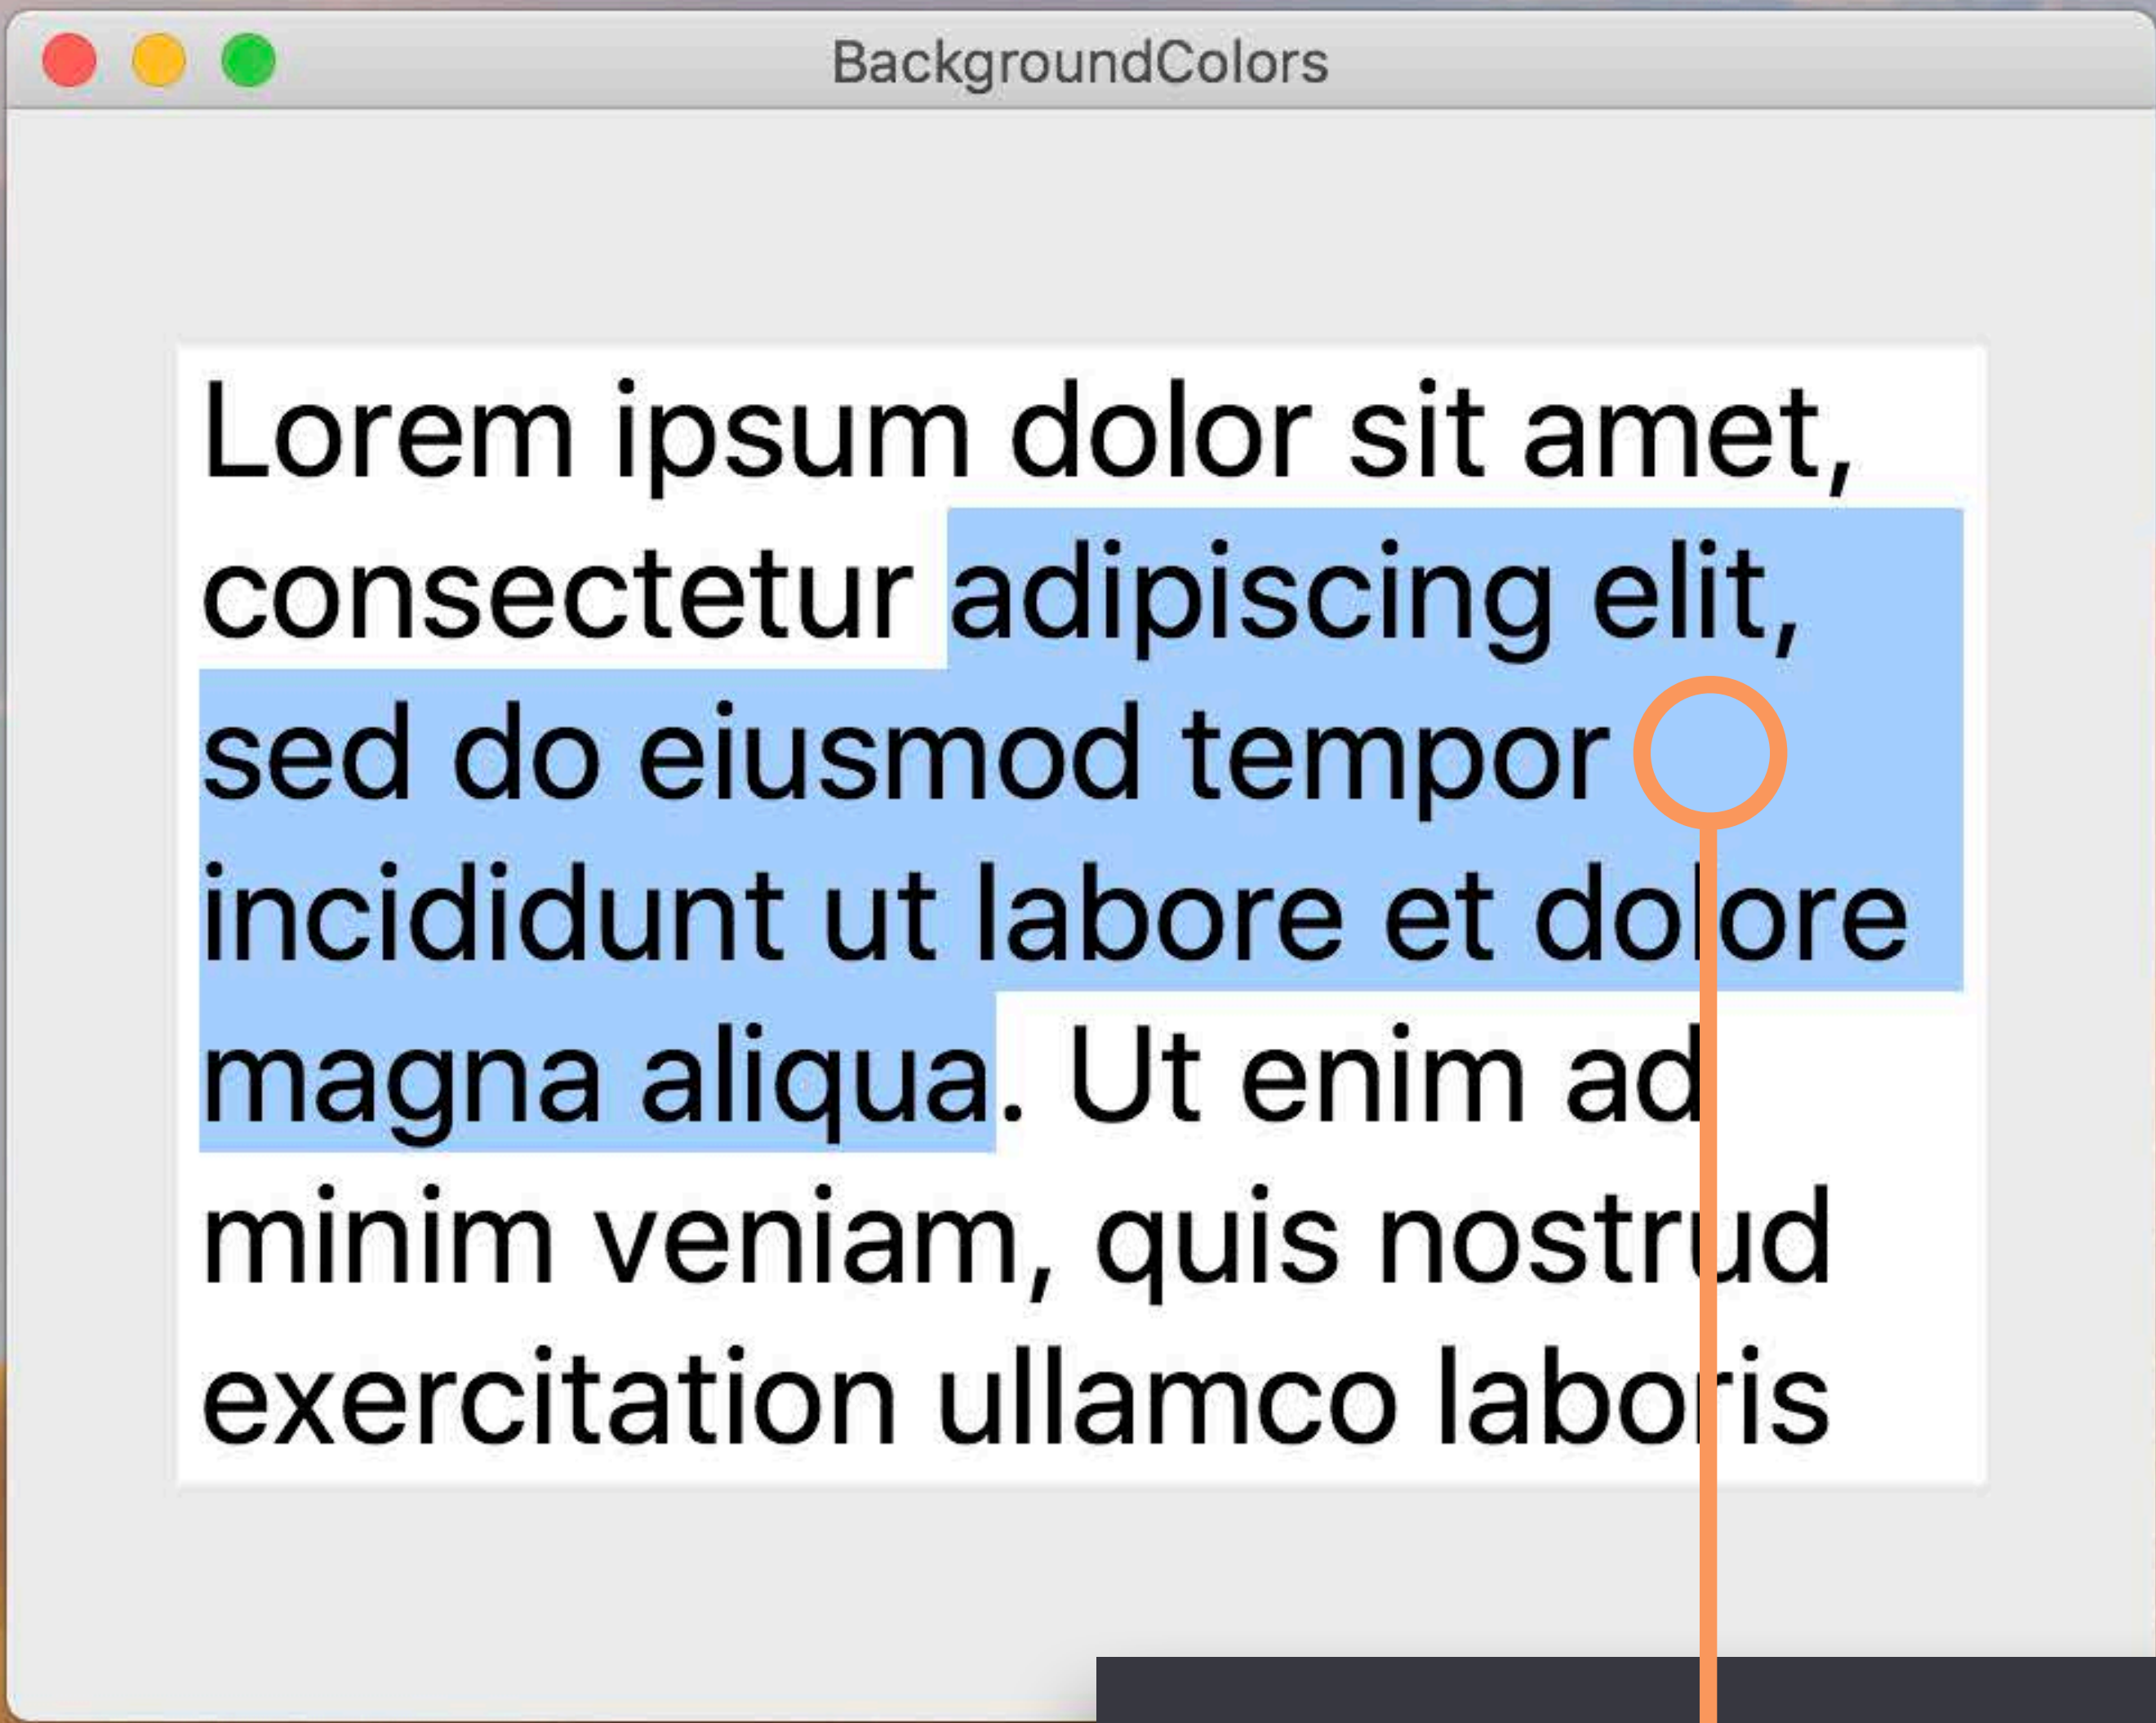 BackgroundColors
Lorem ipsum dolor sit amet,
consectetur adipiscing elit,
sed do eiusmod tempor
incididunt ut labore et dolore
magna aliqua. Ut enim ad
minim veniam, quis nostrud
exercitation ullamco laboris